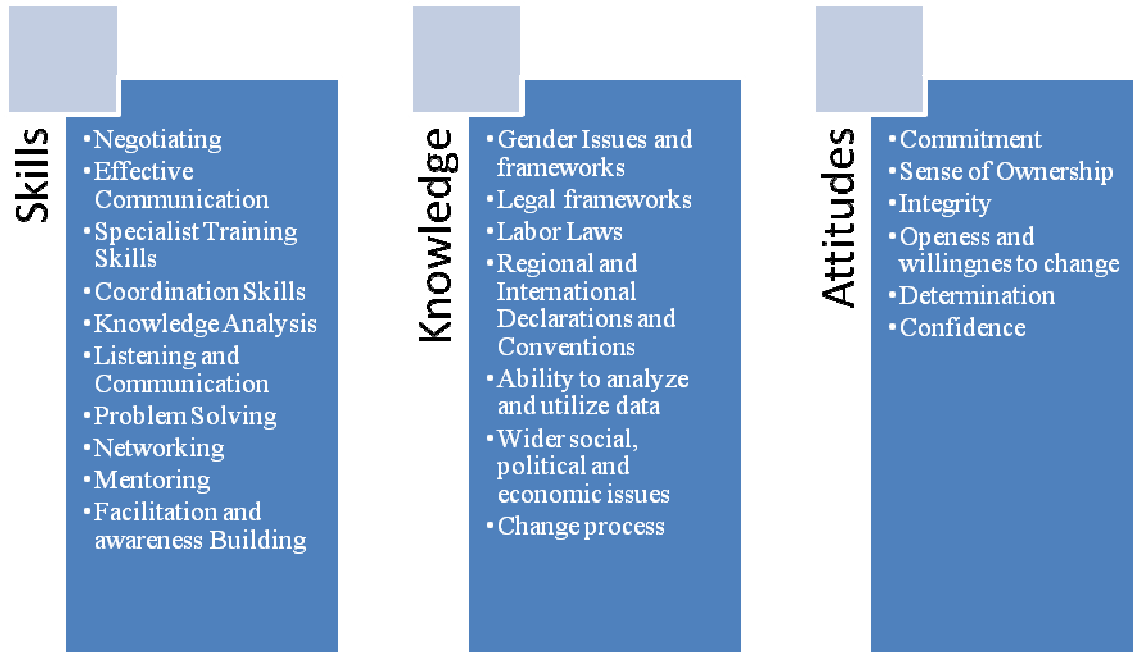 Skills
•Negotiating
•Effective
Communication
•Specialist Training
Skills
•Coordination Skills
•Knowledge Analysis
•Listening and
Communication
•Problem Solving
•Networking
•Mentoring
•Facilitation and
awareness Building
Knowledge
•Gender Issues and
frameworks
•Legal frameworks
•Labor Laws
•Regional and
International
Declarations and
Conventions
•Ability to analyze
and utilize data
•Wider social,
political and
economic issues
•Change process
Attitudes
•Commitment
•Sense of Ownership
•Integrity
•Openess and
willingnes to change
•Determination
•Confidence